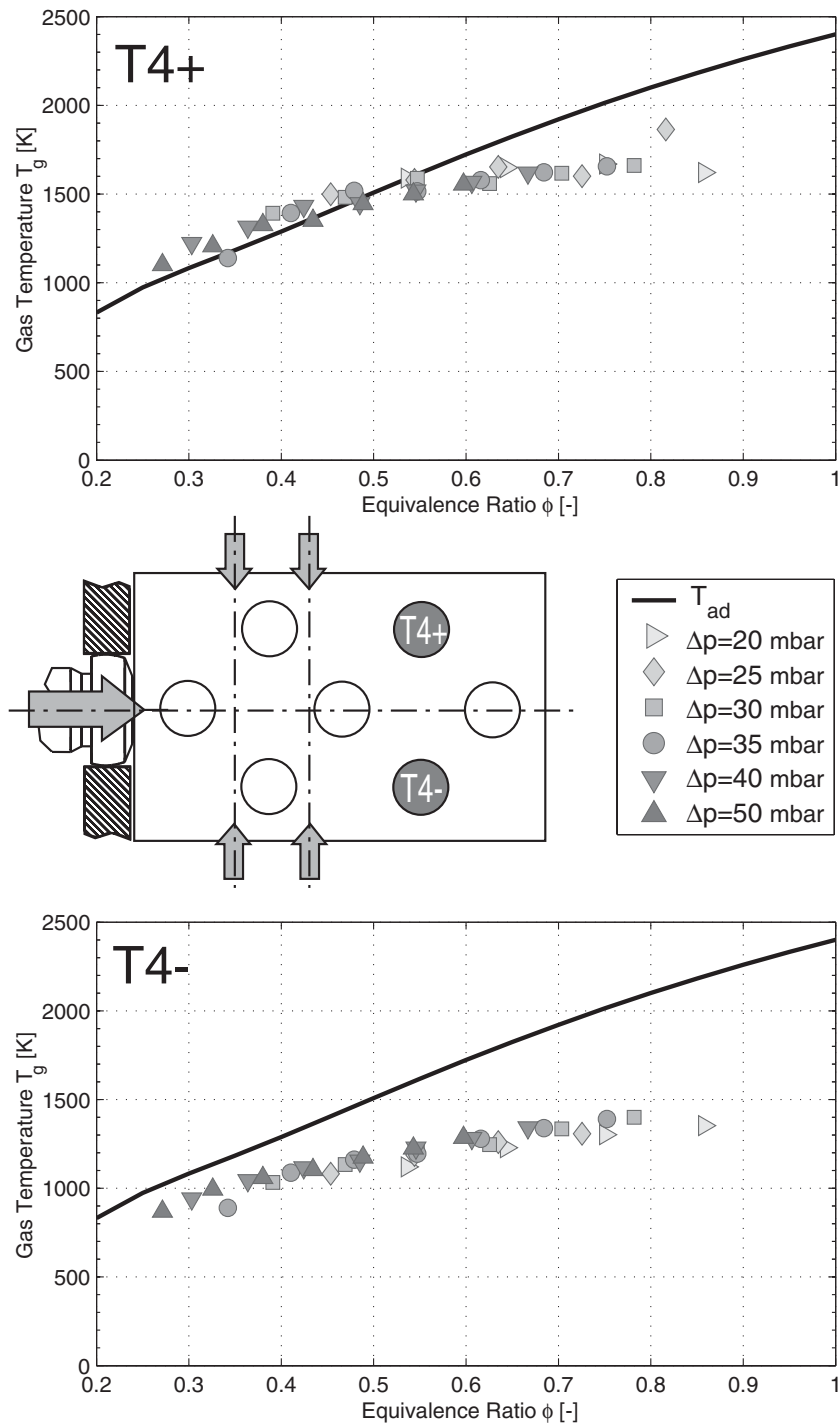 T4+
Gas Temperature T_g [K]
2500
2000
1500
1000
500
0
0.2 0.3 0.4 0.5 0.6 0.7 0.8 0.9 1
Equivalence Ratio ϕ [-]
T4+
T4-
T_ad
Δp=20 mbar
Δp=25 mbar
Δp=30 mbar
Δp=35 mbar
Δp=40 mbar
Δp=50 mbar
T4-
Gas Temperature T_g [K]
2500
2000
1500
1000
500
0
0.2 0.3 0.4 0.5 0.6 0.7 0.8 0.9 1
Equivalence Ratio ϕ [-]